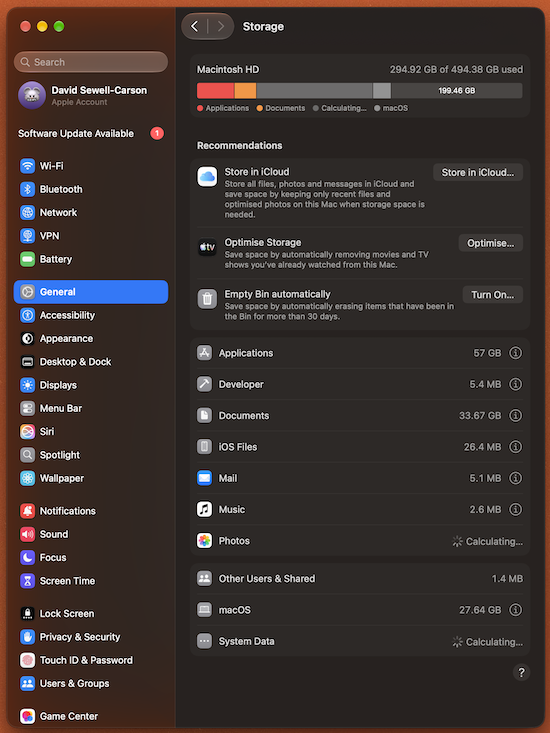 Storage
Search
David Sewell-Carson
Apple Account
Software Update Available 1
Wi-Fi
Bluetooth
Network
VPN
Battery
General
Accessibility
Appearance
Desktop & Dock
Displays
Menu Bar
Siri
Spotlight
Wallpaper
Notifications
Sound
Focus
Screen Time
Lock Screen
Privacy & Security
Touch ID & Password
Users & Groups
Game Center
Macintosh HD 294.92 GB of 494.38 GB used
199.46 GB
Applications Documents Calculating... macOS
Recommendations
Store in iCloud Store in iCloud...
Store all files, photos and messages in iCloud and
save space by keeping only recent files and
optimised photos on this Mac when storage space is
needed.
tv
Optimise Storage Optimise...
Save space by automatically removing movies and TV
shows you've already watched from this Mac.
Empty Bin automatically Turn On...
Save space by automatically erasing items that have been in
the Bin for more than 30 days.
Applications 57 GB
Developer 5.4 MB
Documents 33.67 GB
iOS Files 26.4 MB
Mail 5.1 MB
Music 2.6 MB
Photos Calculating...
Other Users & Shared 1.4 MB
macOS 27.64 GB
System Data Calculating...
?